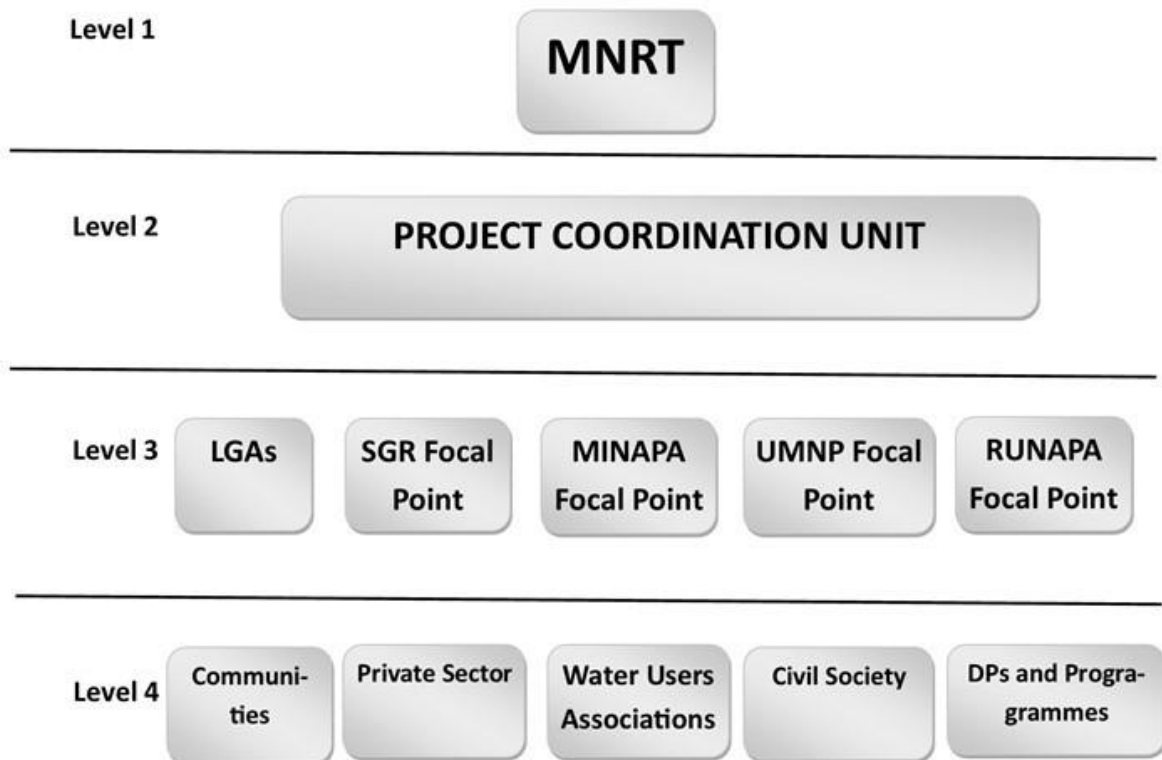 Level 1
MNRT
Level 2
PROJECT COORDINATION UNIT
Level 3
LGAs
SGR Focal
Point
MINAPA
Focal Point
UMNP Focal
Point
RUNAPA
Focal Point
Level 4
Communi-
ties
Private Sector
Water Users
Associations
Civil Society
DPs and Progra-
grammes